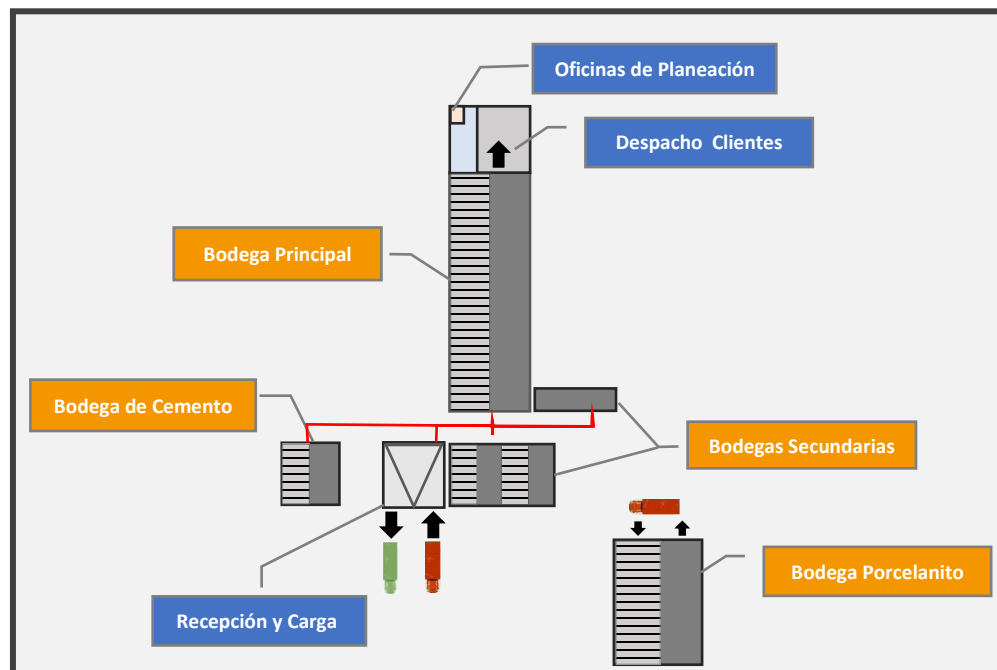 Oficinas de Planeación
Despacho Clientes
Bodega Principal
Bodega de Cemento
Bodegas Secundarias
Bodega Porcelanito
Recepción y Carga